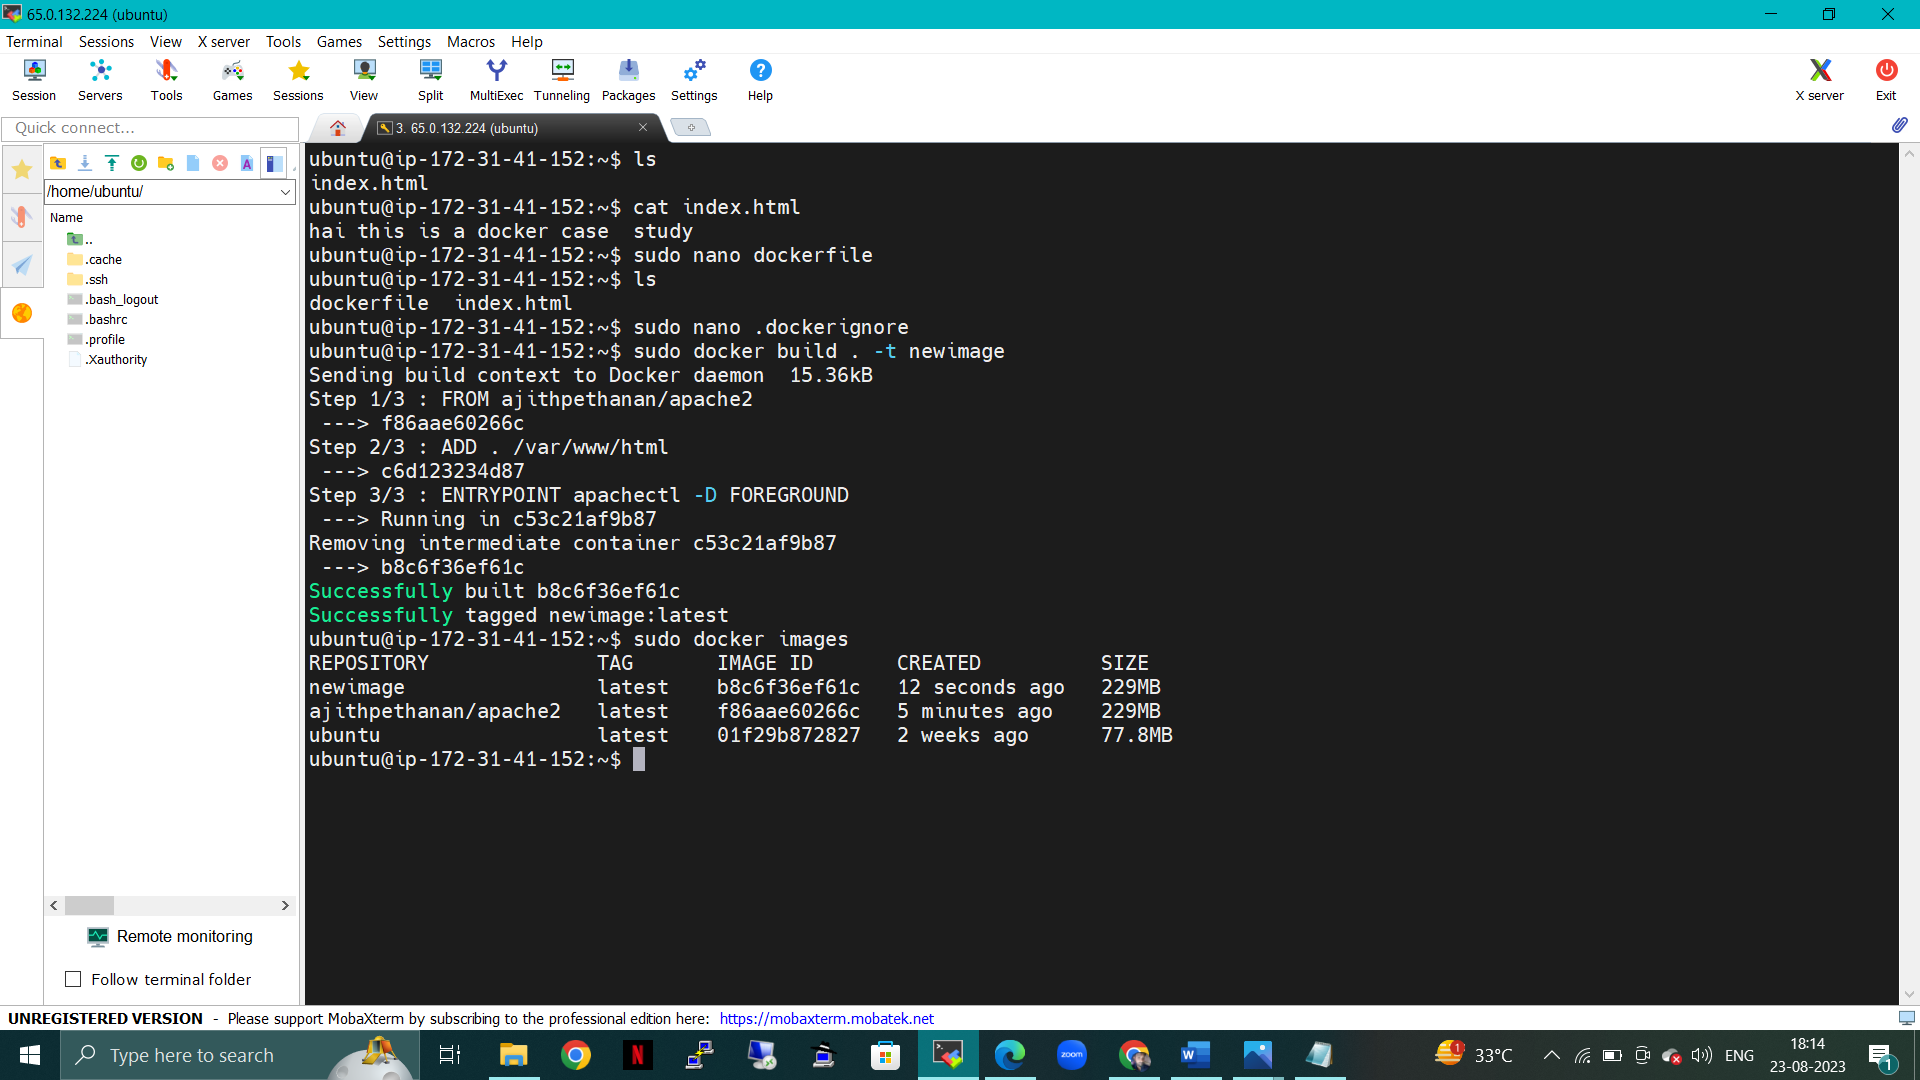 65.0.132.224 (ubuntu)
Terminal Sessions View X server Tools Games Settings Macros Help
Session Servers Tools Games Sessions View Split MultiExec Tunneling Packages Settings Help X server Exit
Quick connect...
3. 65.0.132.224 (ubuntu)
/home/ubuntu/
Name
..
.cache
.ssh
.bash_logout
.bashrc
.profile
.Xauthority
Remote monitoring
Follow terminal folder
ubuntu@ip-172-31-41-152:~$ ls
index.html
ubuntu@ip-172-31-41-152:~$ cat index.html
hai this is a docker case  study
ubuntu@ip-172-31-41-152:~$ sudo nano dockerfile
ubuntu@ip-172-31-41-152:~$ ls
dockerfile  index.html
ubuntu@ip-172-31-41-152:~$ sudo nano .dockerignore
ubuntu@ip-172-31-41-152:~$ sudo docker build . -t newimage
Sending build context to Docker daemon  15.36kB
Step 1/3 : FROM ajithpethanan/apache2
 ---> f86aae60266c
Step 2/3 : ADD . /var/www/html
 ---> c6d123234d87
Step 3/3 : ENTRYPOINT apachectl -D FOREGROUND
 ---> Running in c53c21af9b87
Removing intermediate container c53c21af9b87
 ---> b8c6f36ef61c
Successfully built b8c6f36ef61c
Successfully tagged newimage:latest
ubuntu@ip-172-31-41-152:~$ sudo docker images
REPOSITORY              TAG       IMAGE ID       CREATED          SIZE
newimage                latest    b8c6f36ef61c   12 seconds ago   229MB
ajithpethanan/apache2   latest    f86aae60266c   5 minutes ago    229MB
ubuntu                  latest    01f29b872827   2 weeks ago      77.8MB
ubuntu@ip-172-31-41-152:~$
UNREGISTERED VERSION - Please support MobaXterm by subscribing to the professional edition here: https://mobaxterm.mobatek.net
Type here to search
zoom
33°C
ENG
18:14
23-08-2023
1